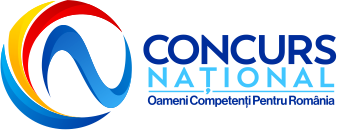 CONCURS
NAȚIONAL
Oameni Competenți Pentru România